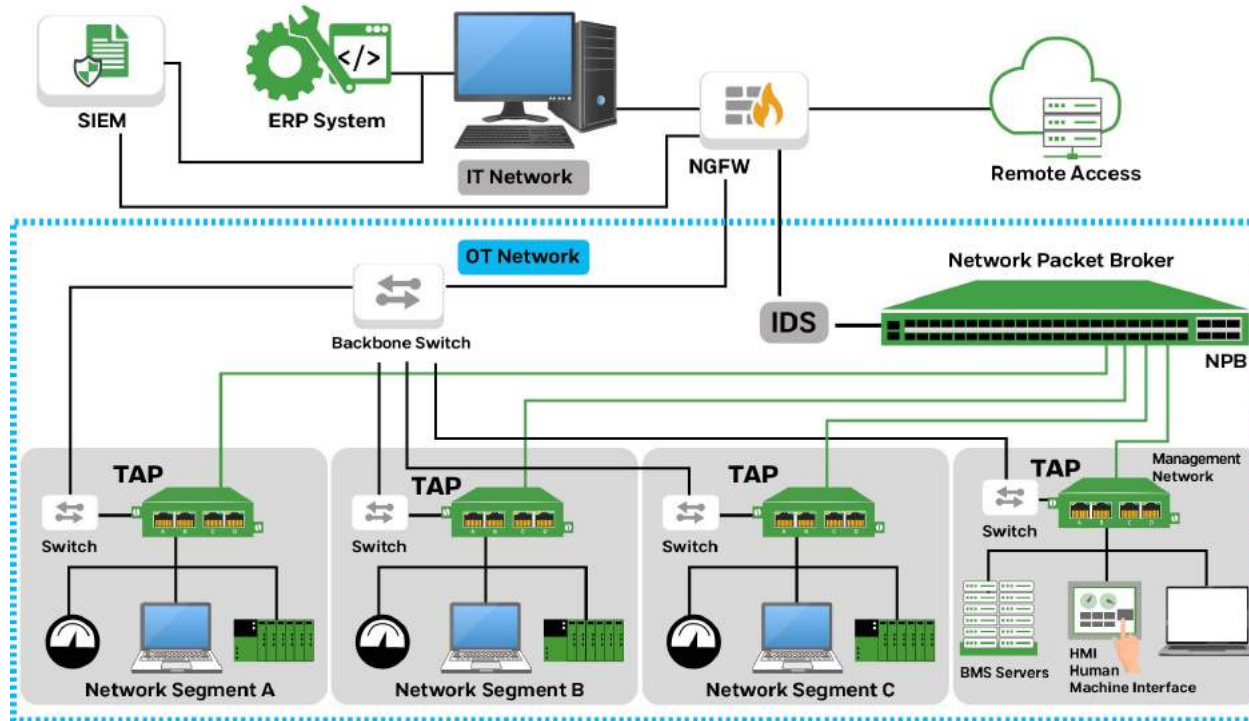 SIEM
</>
ERP System
IT Network
NGFW
Remote Access
OT Network
Backbone Switch
Network Packet Broker
IDS
NPB
TAP
Switch
A B C D
Network Segment A
TAP
Switch
Network Segment B
TAP
Switch
A B C D
Network Segment C
TAP
Management
Network
Switch
A B C D
BMS Servers
HMI
Human
Machine Interface